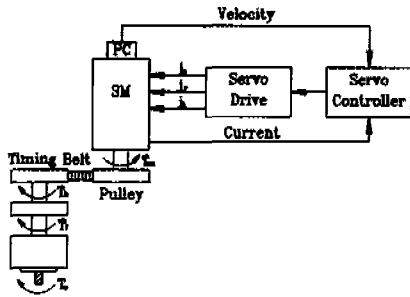 Velocity
PC
SM
Servo
Drive
Servo
Controller
Current
Timing Belt
Pulley